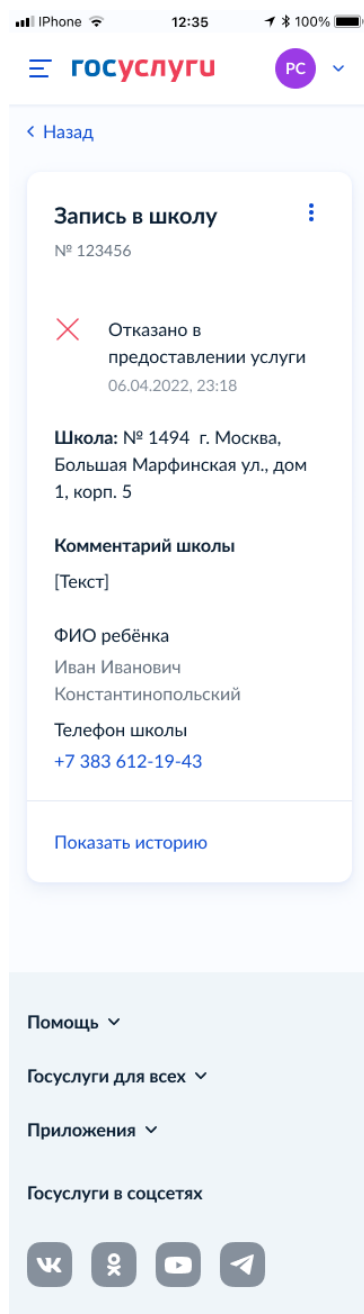 IPhone 12:35 100%
госуслуги РС
Назад
Запись в школу
№ 123456
Отказано в
предоставлении услуги
06.04.2022, 23:18
Школа: № 1494 г. Москва,
Большая Марфинская ул., дом
1, корп. 5
Комментарий школы
[Текст]
ФИО ребёнка
Иван Иванович
Константинопольский
Телефон школы
+7 383 612-19-43
Показать историю
Помощь
Госуслуги для всех
Приложения
Госуслуги в соцсетях